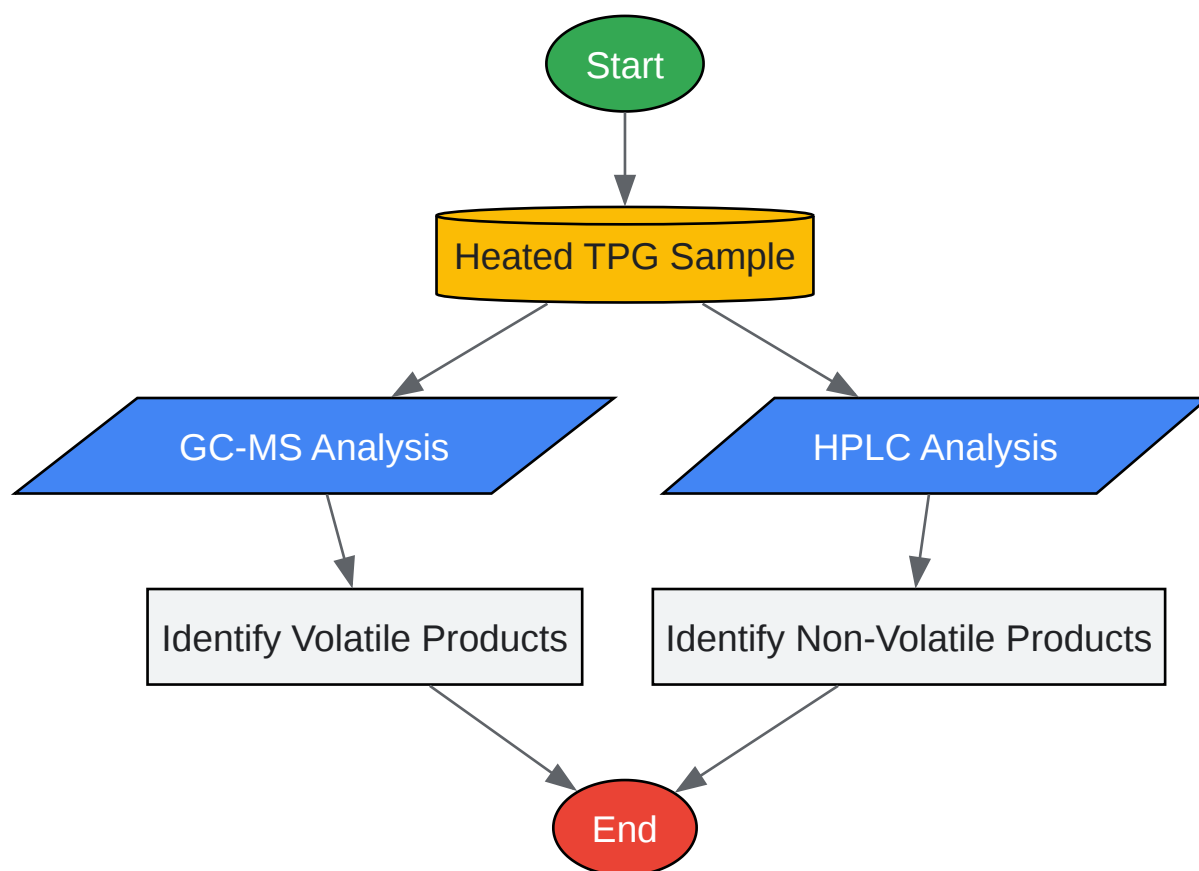 Start
Heated TPG Sample
GC-MS Analysis
HPLC Analysis
Identify Volatile Products
Identify Non-Volatile Products
End